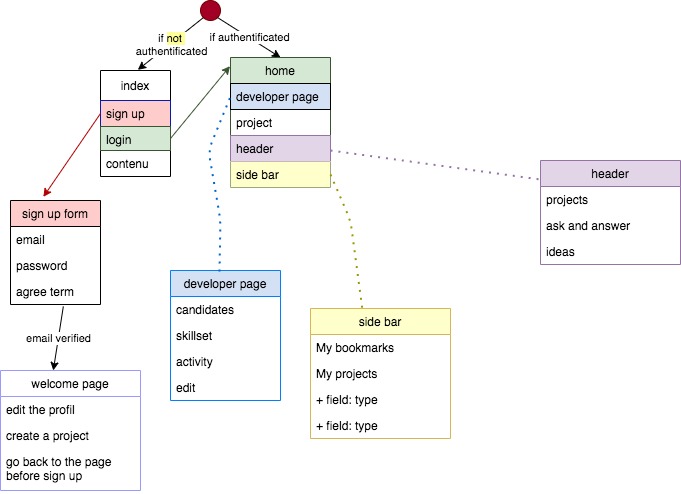 if not
authentificated
if authentificated
index
sign up
login
contenu
home
developer page
project
header
side bar
header
projects
ask and answer
ideas
sign up form
email
password
agree term
email verified
developer page
candidates
skillset
activity
edit
side bar
My bookmarks
My projects
+ field: type
+ field: type
welcome page
edit the profil
create a project
go back to the page
before sign up